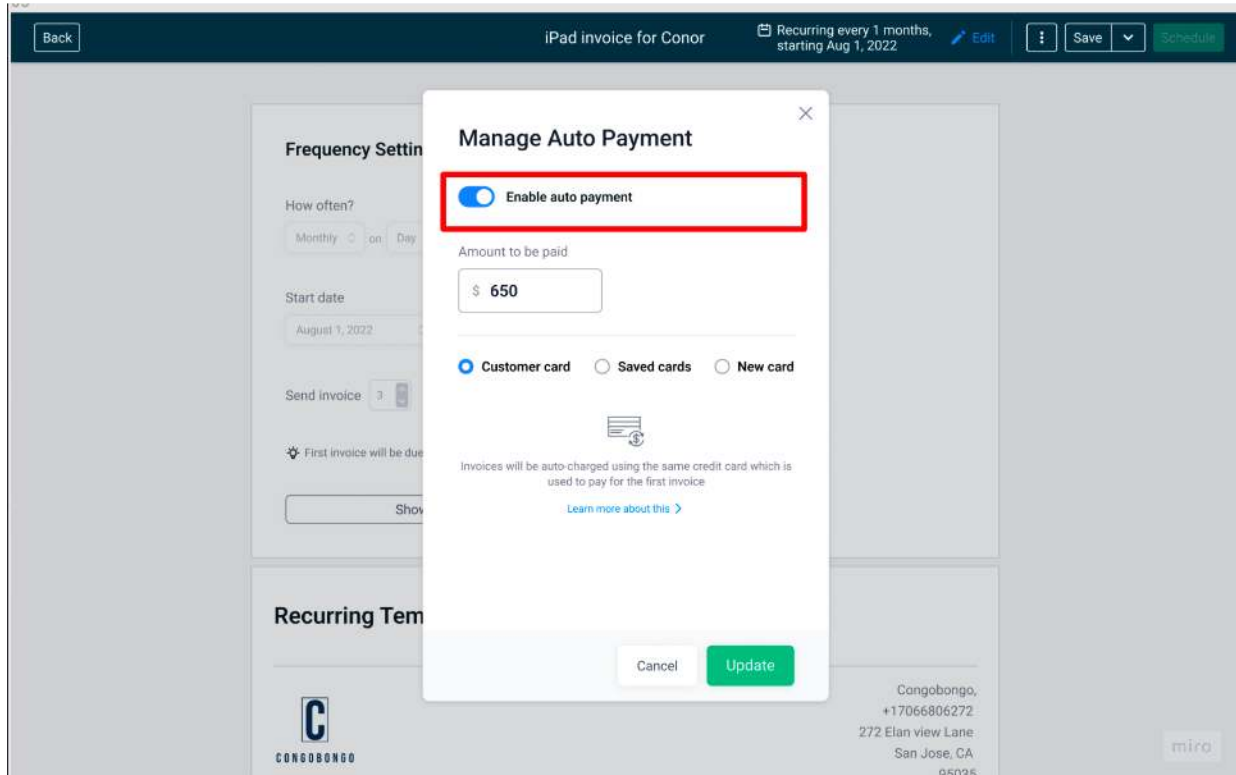 Back
iPad invoice for Conor
Recurring every 1 months,
starting Aug 1, 2022
Edit
Save
Schedule
Manage Auto Payment
Frequency Settin
Enable auto payment
How often?
Monthly on Day
Amount to be paid
$ 650
Start date
August 1, 2022
Customer card
Saved cards
New card
Send invoice 3
First invoice will be due
Invoices will be auto-charged using the same credit card which is
used to pay for the first invoice
Learn more about this
Show
Recurring Tem
Cancel
Update
C
CONGOBONGO
Congobongo,
+17066806272
272 Elan view Lane
San Jose, CA
95035
miro